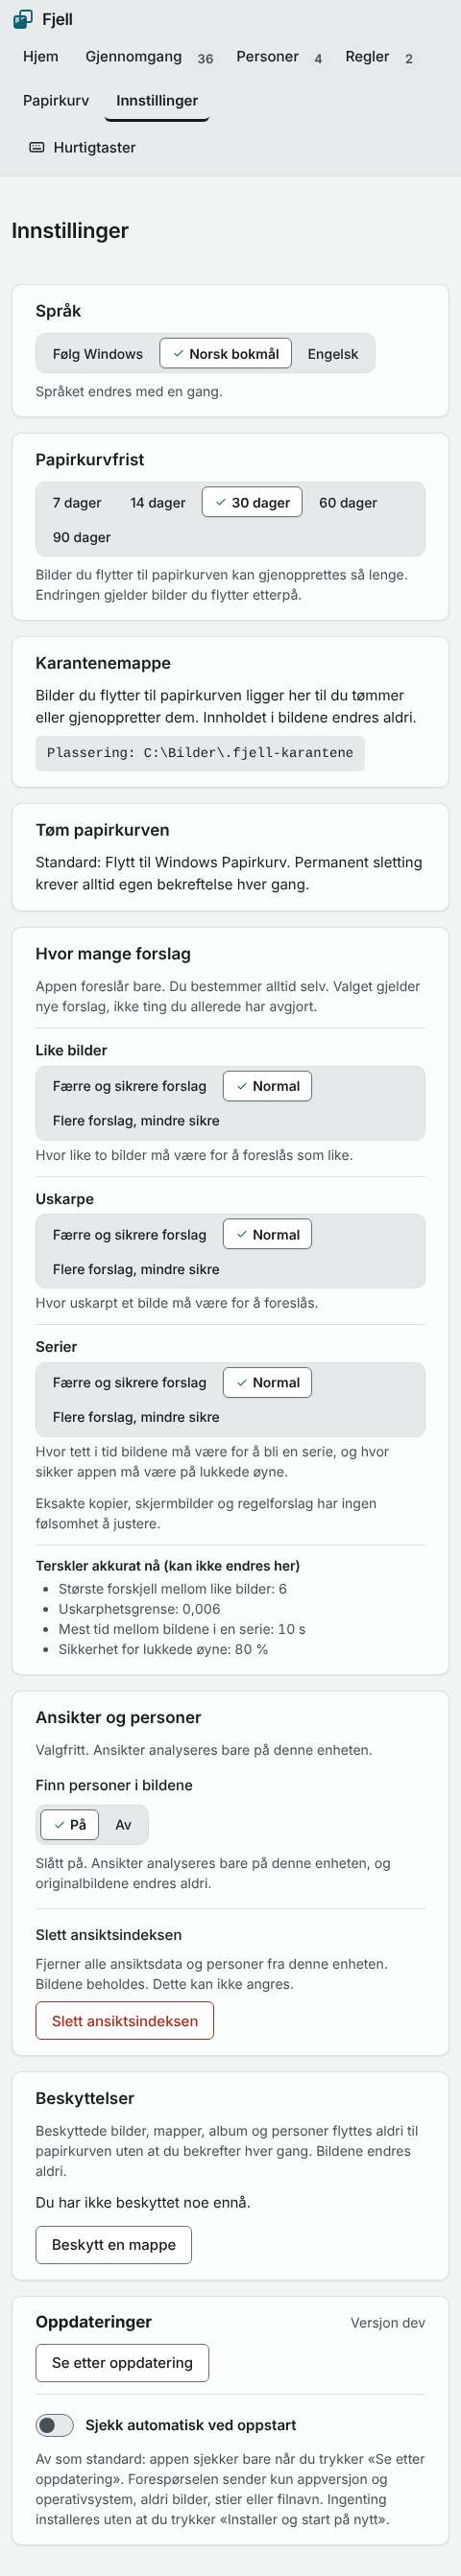 Fjell
Hjem Gjennomgang 36 Personer 4 Regler 2
Papirkurv Innstillinger
Hurtigtaster
Innstillinger
Språk
Følg Windows Norsk bokmål Engelsk
Språket endres med en gang.
Papirkurvfrist
7 dager 14 dager 30 dager 60 dager
90 dager
Bilder du flytter til papirkurven kan gjenopprettes så lenge.
Endringen gjelder bilder du flytter etterpå.
Karantenemappe
Bilder du flytter til papirkurven ligger her til du tømmer
eller gjenoppretter dem. Innholdet i bildene endres aldri.
Plassering: C:\Bilder\.fjell-karantene
Tøm papirkurven
Standard: Flytt til Windows Papirkurv. Permanent sletting
krever alltid egen bekreftelse hver gang.
Hvor mange forslag
Appen foreslår bare. Du bestemmer alltid selv. Valget gjelder
nye forslag, ikke ting du allerede har avgjort.
Like bilder
Færre og sikrere forslag Normal
Flere forslag, mindre sikre
Hvor like to bilder må være for å foreslås som like.
Uskarpe
Færre og sikrere forslag Normal
Flere forslag, mindre sikre
Hvor uskarpt et bilde må være for å foreslås.
Serier
Færre og sikrere forslag Normal
Flere forslag, mindre sikre
Hvor tett i tid bildene må være for å bli en serie, og hvor
sikker appen må være på lukkede øyne.
Eksakte kopier, skjermbilder og regelforslag har ingen
følsomhet å justere.
Terskler akkurat nå (kan ikke endres her)
• Største forskjell mellom like bilder: 6
• Uskarphetsgrense: 0,006
• Mest tid mellom bildene i en serie: 10 s
• Sikkerhet for lukkede øyne: 80 %
Ansikter og personer
Valgfritt. Ansikter analyseres bare på denne enheten.
Finn personer i bildene
På Av
Slått på. Ansikter analyseres bare på denne enheten, og
originalbildene endres aldri.
Slett ansiktsindeksen
Fjerner alle ansiktsdata og personer fra denne enheten.
Bildene beholdes. Dette kan ikke angres.
Slett ansiktsindeksen
Beskyttelser
Beskyttede bilder, mapper, album og personer flyttes aldri til
papirkurven uten at du bekrefter hver gang. Bildene endres
aldri.
Du har ikke beskyttet noe ennå.
Beskytt en mappe
Oppdateringer Versjon dev
Se etter oppdatering
Sjekk automatisk ved oppstart
Av som standard: appen sjekker bare når du trykker «Se etter
oppdatering». Forespørselen sender kun appversjon og
operativsystem, aldri bilder, stier eller filnavn. Ingenting
installeres uten at du trykker «Installer og start på nytt».